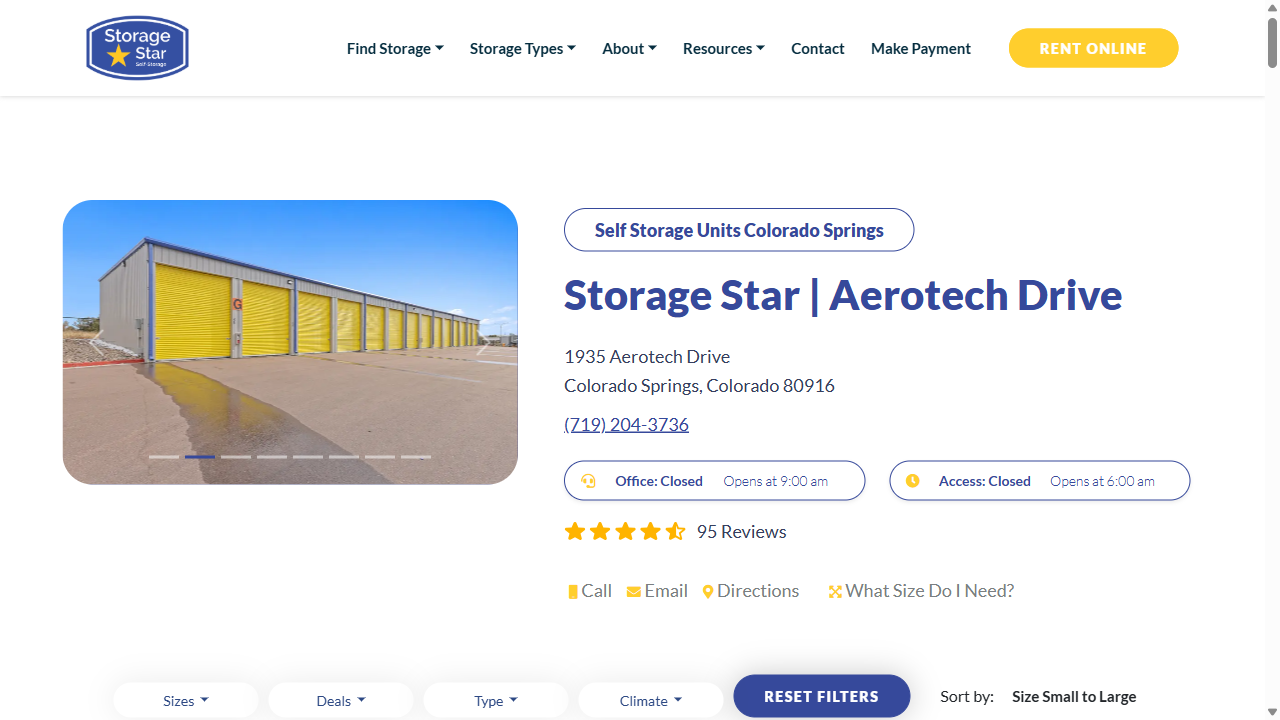 Storage
Star
Self Storage
Find Storage
Storage Types
About
Resources
Contact
Make Payment
RENT ONLINE
G
Self Storage Units Colorado Springs
Storage Star | Aerotech Drive
1935 Aerotech Drive
Colorado Springs, Colorado 80916
(719) 204-3736
Office: Closed Opens at 9:00 am
Access: Closed Opens at 6:00 am
95 Reviews
Call
Email
Directions
What Size Do I Need?
Sizes
Deals
Type
Climate
RESET FILTERS
Sort by: Size Small to Large